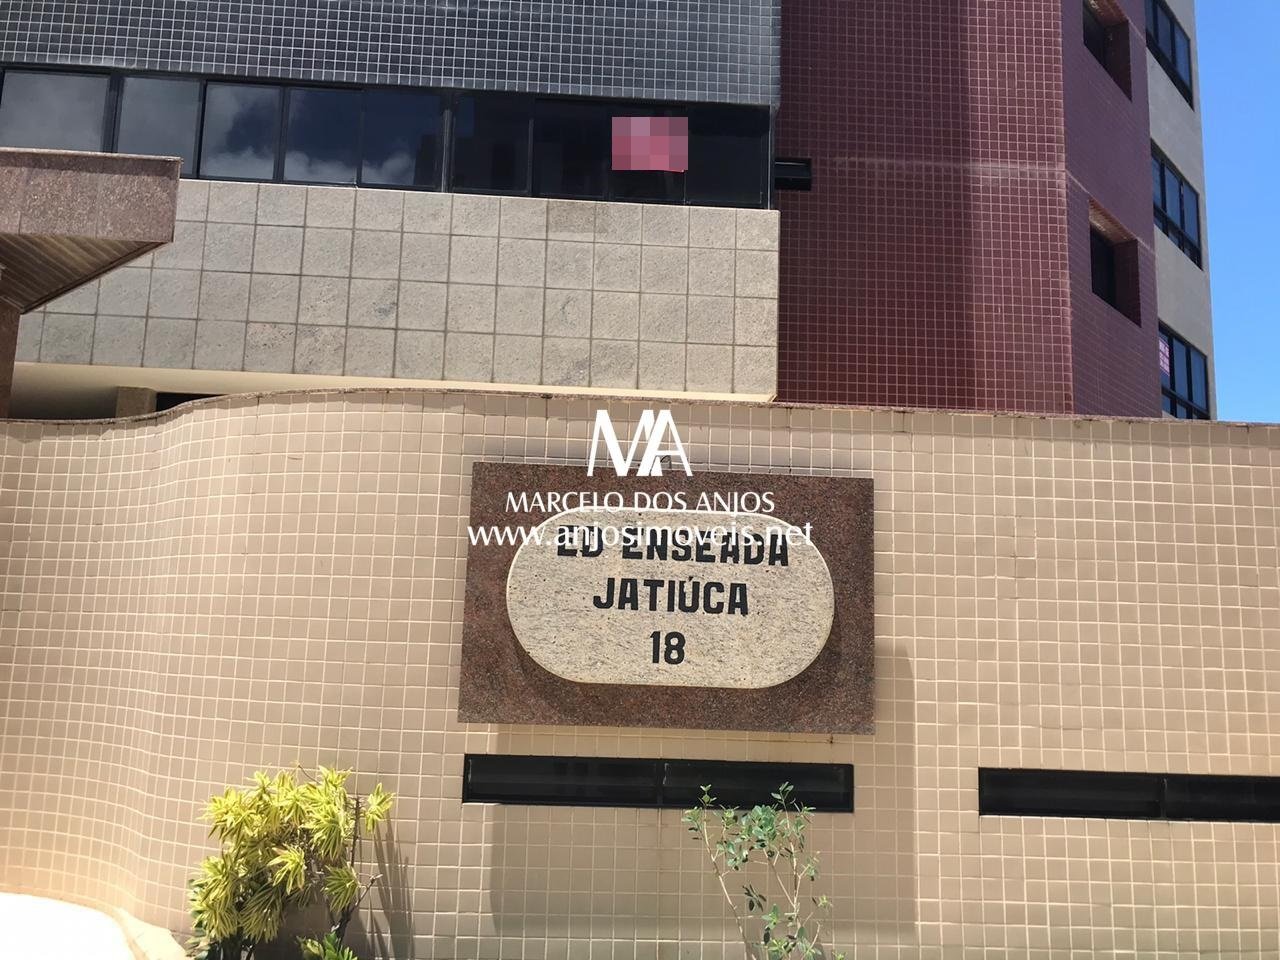 MA
MARCELO DOS ANJOS
www.anjosimoveis.net
ED ENSEADA
JATIÚCA
18